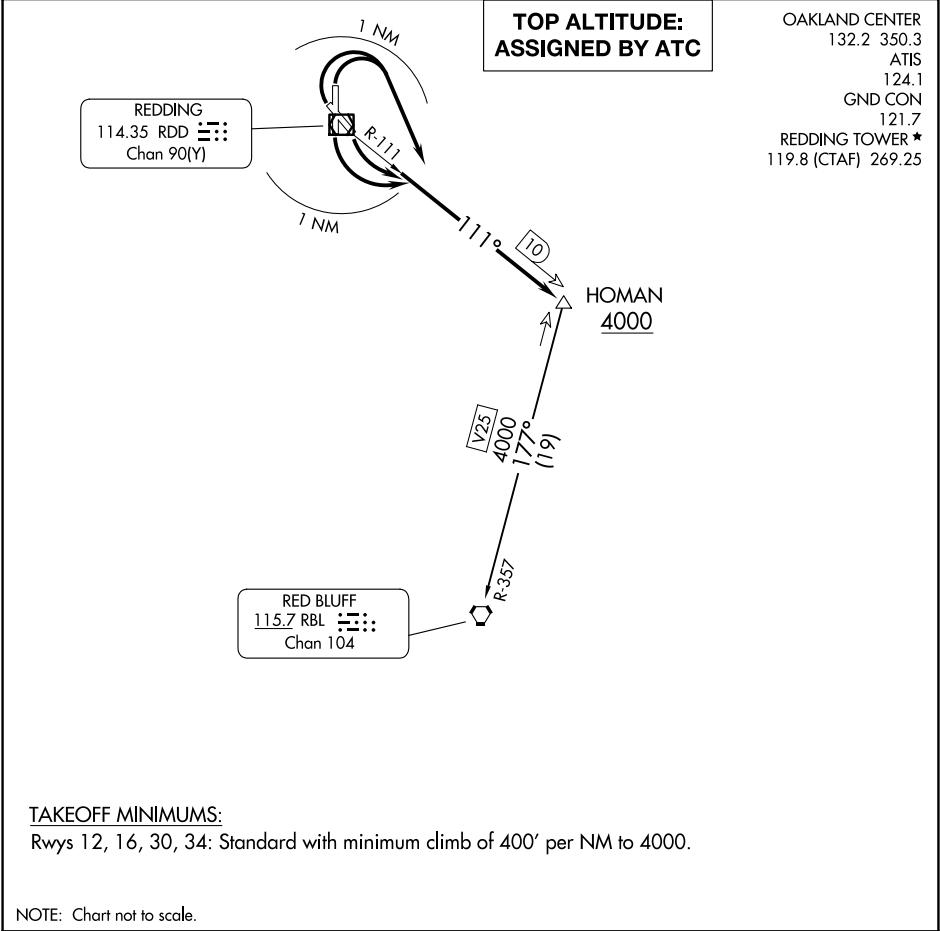 TOP ALTITUDE:
ASSIGNED BY ATC
OAKLAND CENTER
132.2 350.3
ATIS
124.1
GND CON
121.7
REDDING TOWER ★
119.8 (CTAF) 269.25
1 NM
REDDING
114.35 RDD
Chan 90(Y)
R-111
1 NM
111°
10
HOMAN
4000
V25
4000
177°
(19)
R-357
RED BLUFF
115.7 RBL
Chan 104
TAKEOFF MINIMUMS:
Rwys 12, 16, 30, 34: Standard with minimum climb of 400' per NM to 4000.
NOTE: Chart not to scale.